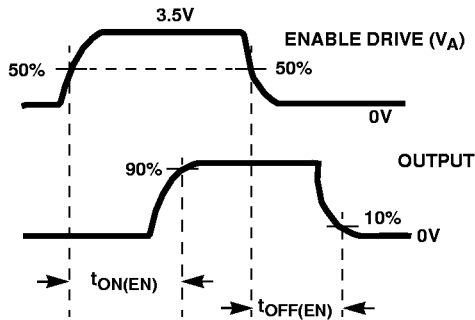 3.5V
ENABLE DRIVE (VA)
50%
50%
0V
OUTPUT
90%
10%
0V
tON(EN)
tOFF(EN)